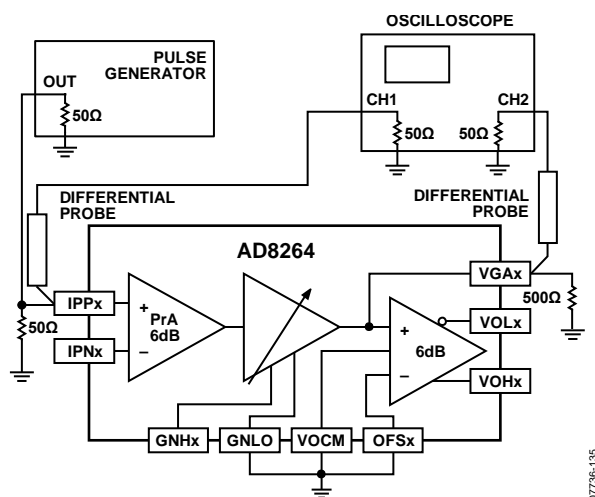 OSCILLOSCOPE
PULSE
GENERATOR
OUT
50Ω
CH1
CH2
50Ω
50Ω
DIFFERENTIAL
PROBE
DIFFERENTIAL
PROBE
AD8264
VGAx
IPPx
+
PrA
6dB
–
50Ω
IPNx
+
6dB
–
500Ω
VOLx
VOHx
GNHx
GNLO
VOCM
OFSx
07736-135